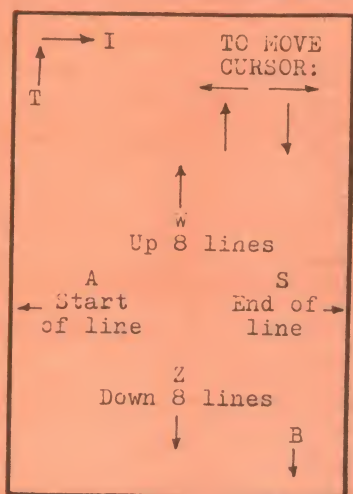 I TO MOVE
T CURSOR:
W
Up 8 lines
A S
Start End of
of line line
Z
Down 8 lines
B